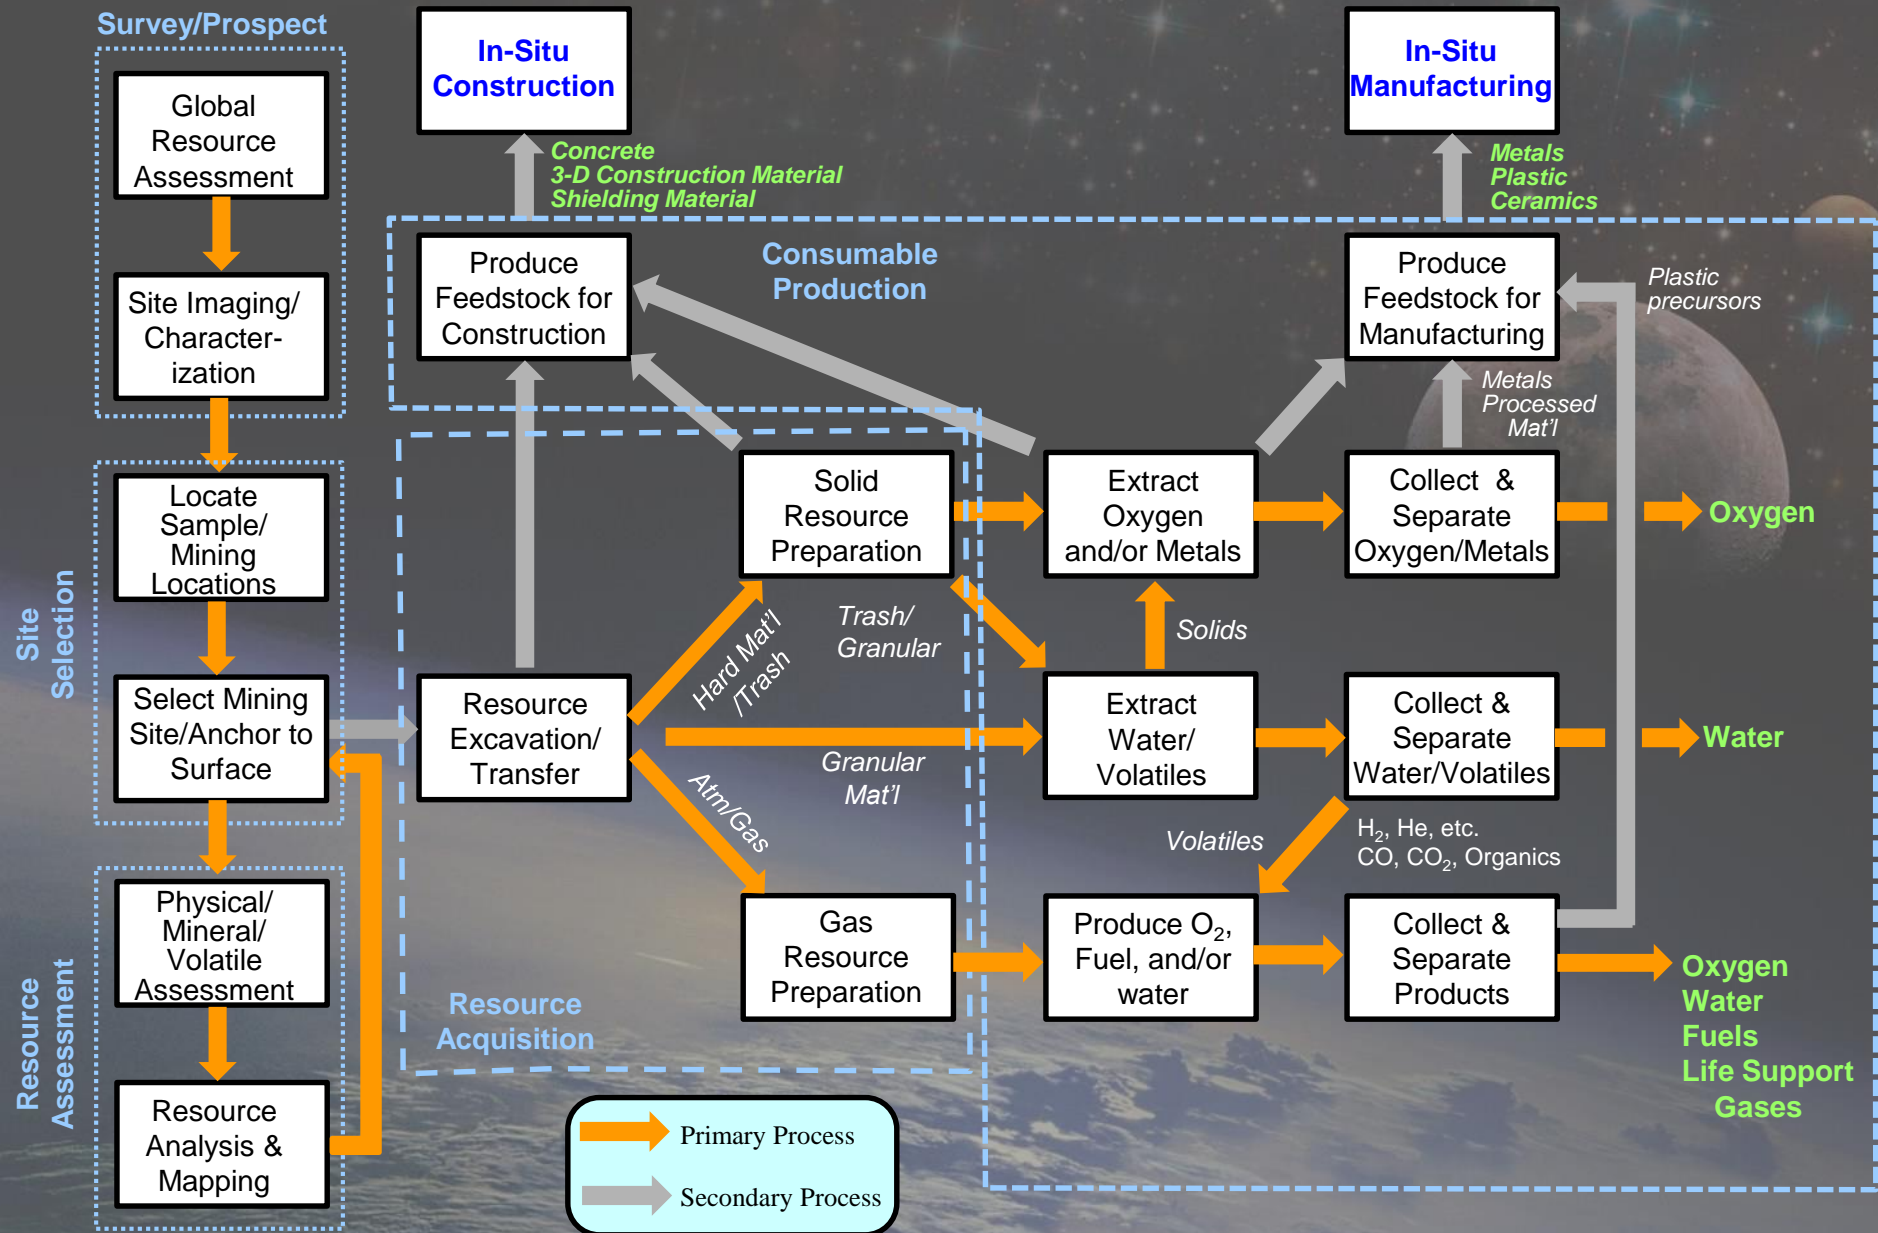 Survey/Prospect
Global
Resource
Assessment
Site Imaging/
Character-
ization
Site
Selection
Locate
Sample/
Mining
Locations
Select Mining
Site/Anchor to
Surface
Resource
Assessment
Physical/
Mineral/
Volatile
Assessment
Resource
Analysis &
Mapping
In-Situ
Construction
Concrete
3-D Construction Material
Shielding Material
In-Situ
Manufacturing
Metals
Plastic
Ceramics
Consumable
Production
Produce
Feedstock for
Construction
Produce
Feedstock for
Manufacturing
Plastic
precursors
Metals
Processed
Mat'l
Solid
Resource
Preparation
Extract
Oxygen
and/or Metals
Collect &
Separate
Oxygen/Metals
Oxygen
Hard Mat'l
/Trash
Trash/
Granular
Solids
Resource
Excavation/
Transfer
Granular
Mat'l
Extract
Water/
Volatiles
Collect &
Separate
Water/Volatiles
Water
Atm/Gas
Volatiles
H2, He, etc.
CO, CO2, Organics
Gas
Resource
Preparation
Produce O2,
Fuel, and/or
water
Collect &
Separate
Products
Oxygen
Water
Fuels
Life Support
Gases
Resource
Acquisition
Primary Process
Secondary Process